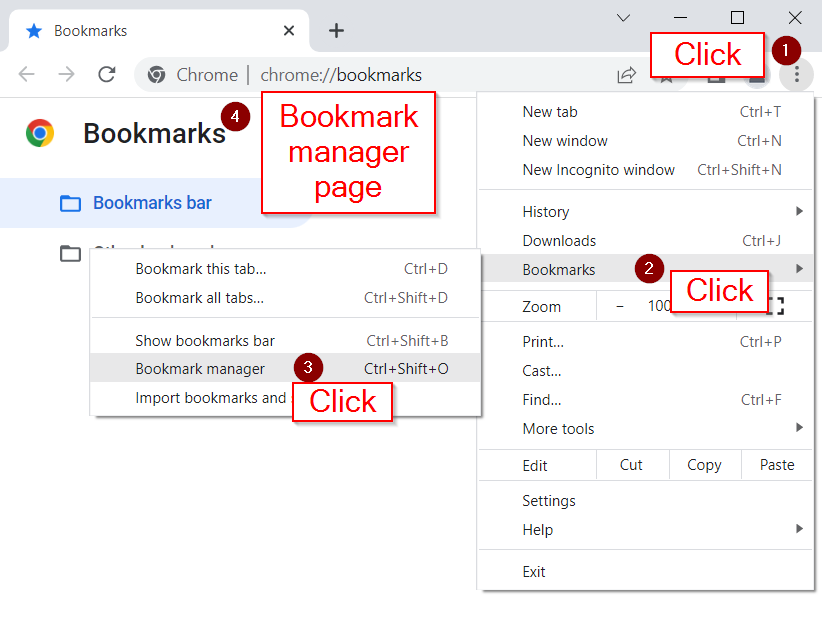 Bookmarks
Click 1
Chrome | chrome://bookmarks
Bookmarks 4
Bookmark
manager
page
Bookmarks bar
New tab Ctrl+T
New window Ctrl+N
New Incognito window Ctrl+Shift+N
History
Downloads Ctrl+J
Bookmarks 2
Click
Zoom − 100
Print... Ctrl+P
Cast...
Find... Ctrl+F
More tools
Edit Cut Copy Paste
Settings
Help
Exit
Bookmark this tab... Ctrl+D
Bookmark all tabs... Ctrl+Shift+D
Show bookmarks bar Ctrl+Shift+B
Bookmark manager 3 Ctrl+Shift+O
Import bookmarks and
Click